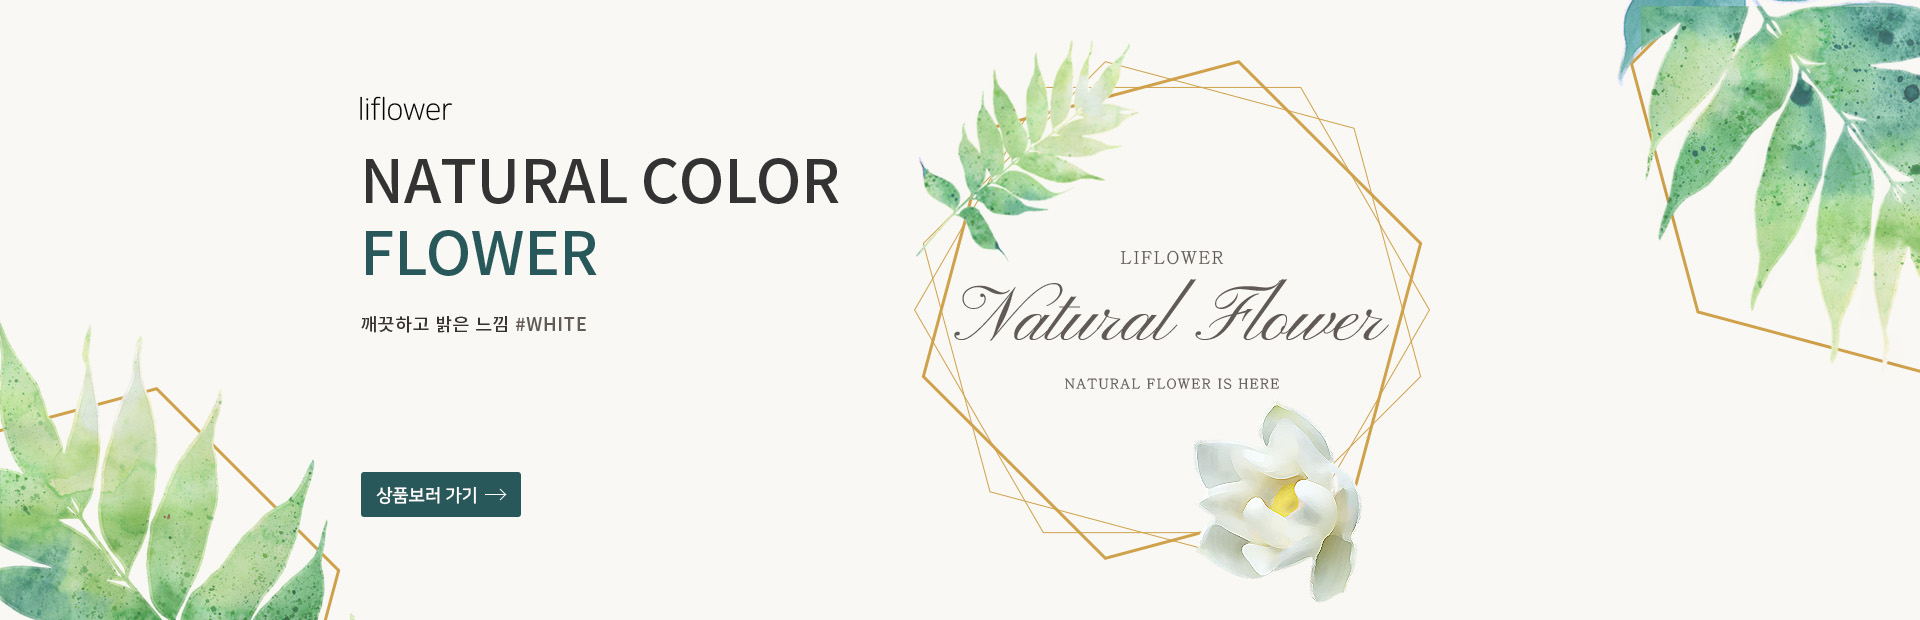 liflower
NATURAL COLOR
FLOWER
깨끗하고 밝은 느낌 #WHITE
상품보러 가기 →
LIFLOWER
Natural Flower
NATURAL FLOWER IS HERE